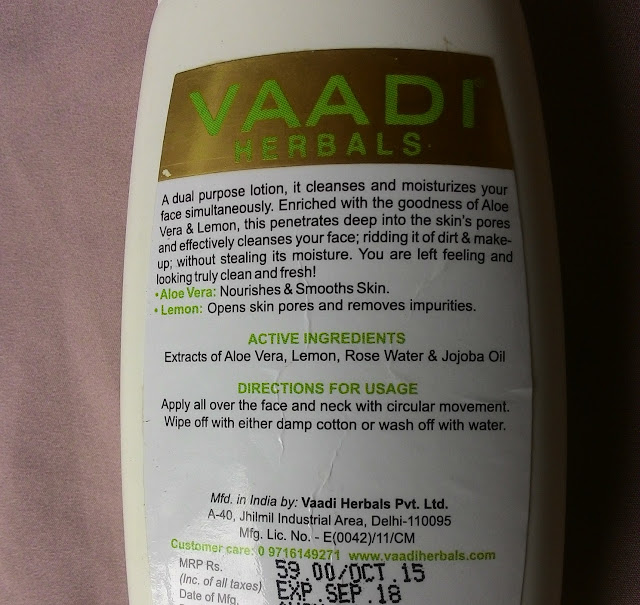 VAADI
HERBALS
A dual purpose lotion, it cleanses and moisturizes your
face simultaneously. Enriched with the goodness of Aloe
Vera & Lemon, this penetrates deep into the skin's pores
and effectively cleanses your face; ridding it of dirt & make-
up; without stealing its moisture. You are left feeling and
looking truly clean and fresh!
• Aloe Vera: Nourishes & Smooths Skin.
• Lemon: Opens skin pores and removes impurities.
ACTIVE INGREDIENTS
Extracts of Aloe Vera, Lemon, Rose Water & Jojoba Oil
DIRECTIONS FOR USAGE
Apply all over the face and neck with circular movement.
Wipe off with either damp cotton or wash off with water.
Mfd. in India by: Vaadi Herbals Pvt. Ltd.
A-40, Jhilmil Industrial Area, Delhi-110095
Mfg. Lic. No. - E(0042)/11/CM
Customer care: 0 9716149271 www.vaadiherbals.com
MRP Rs. 59.00/OCT.15
(Inc. of all taxes) EXP.SEP.18
Date of Mfg.